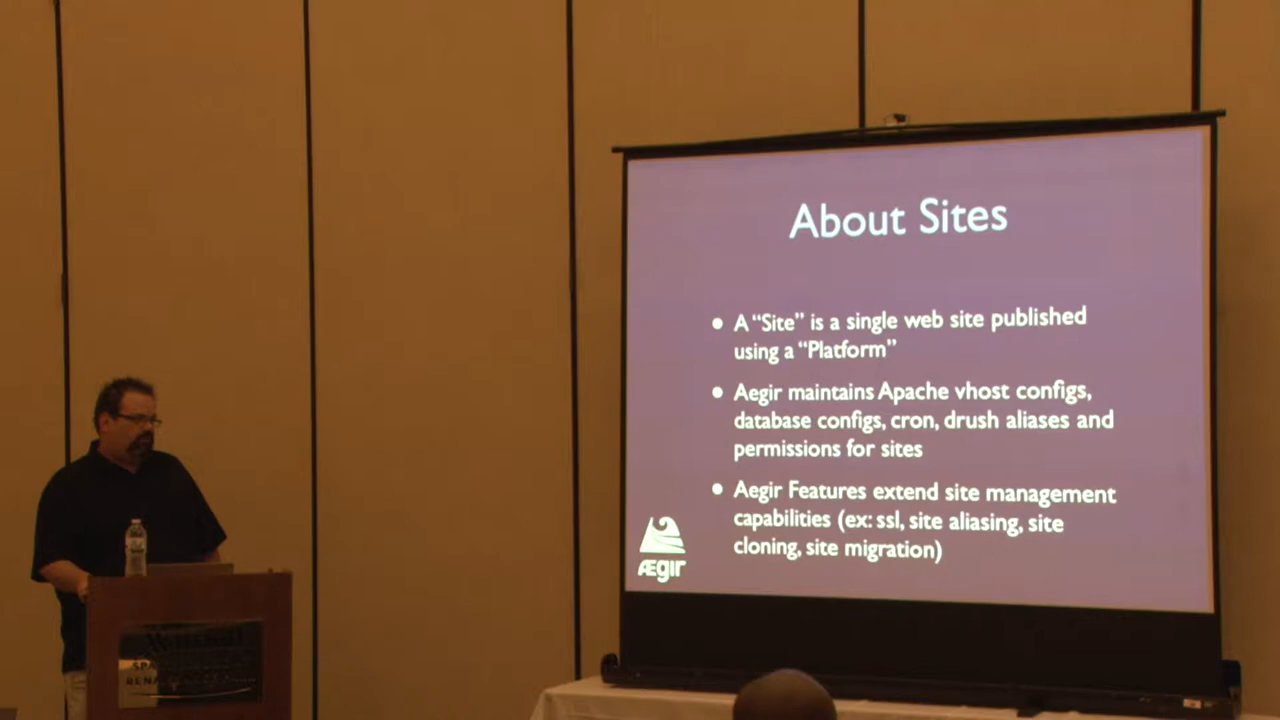 About Sites
• A “Site” is a single web site published
using a “Platform”
• Aegir maintains Apache vhost configs,
database configs, cron, drush aliases and
permissions for sites
• Aegir Features extend site management
capabilities (ex: ssl, site aliasing, site
cloning, site migration)
ÆGIR